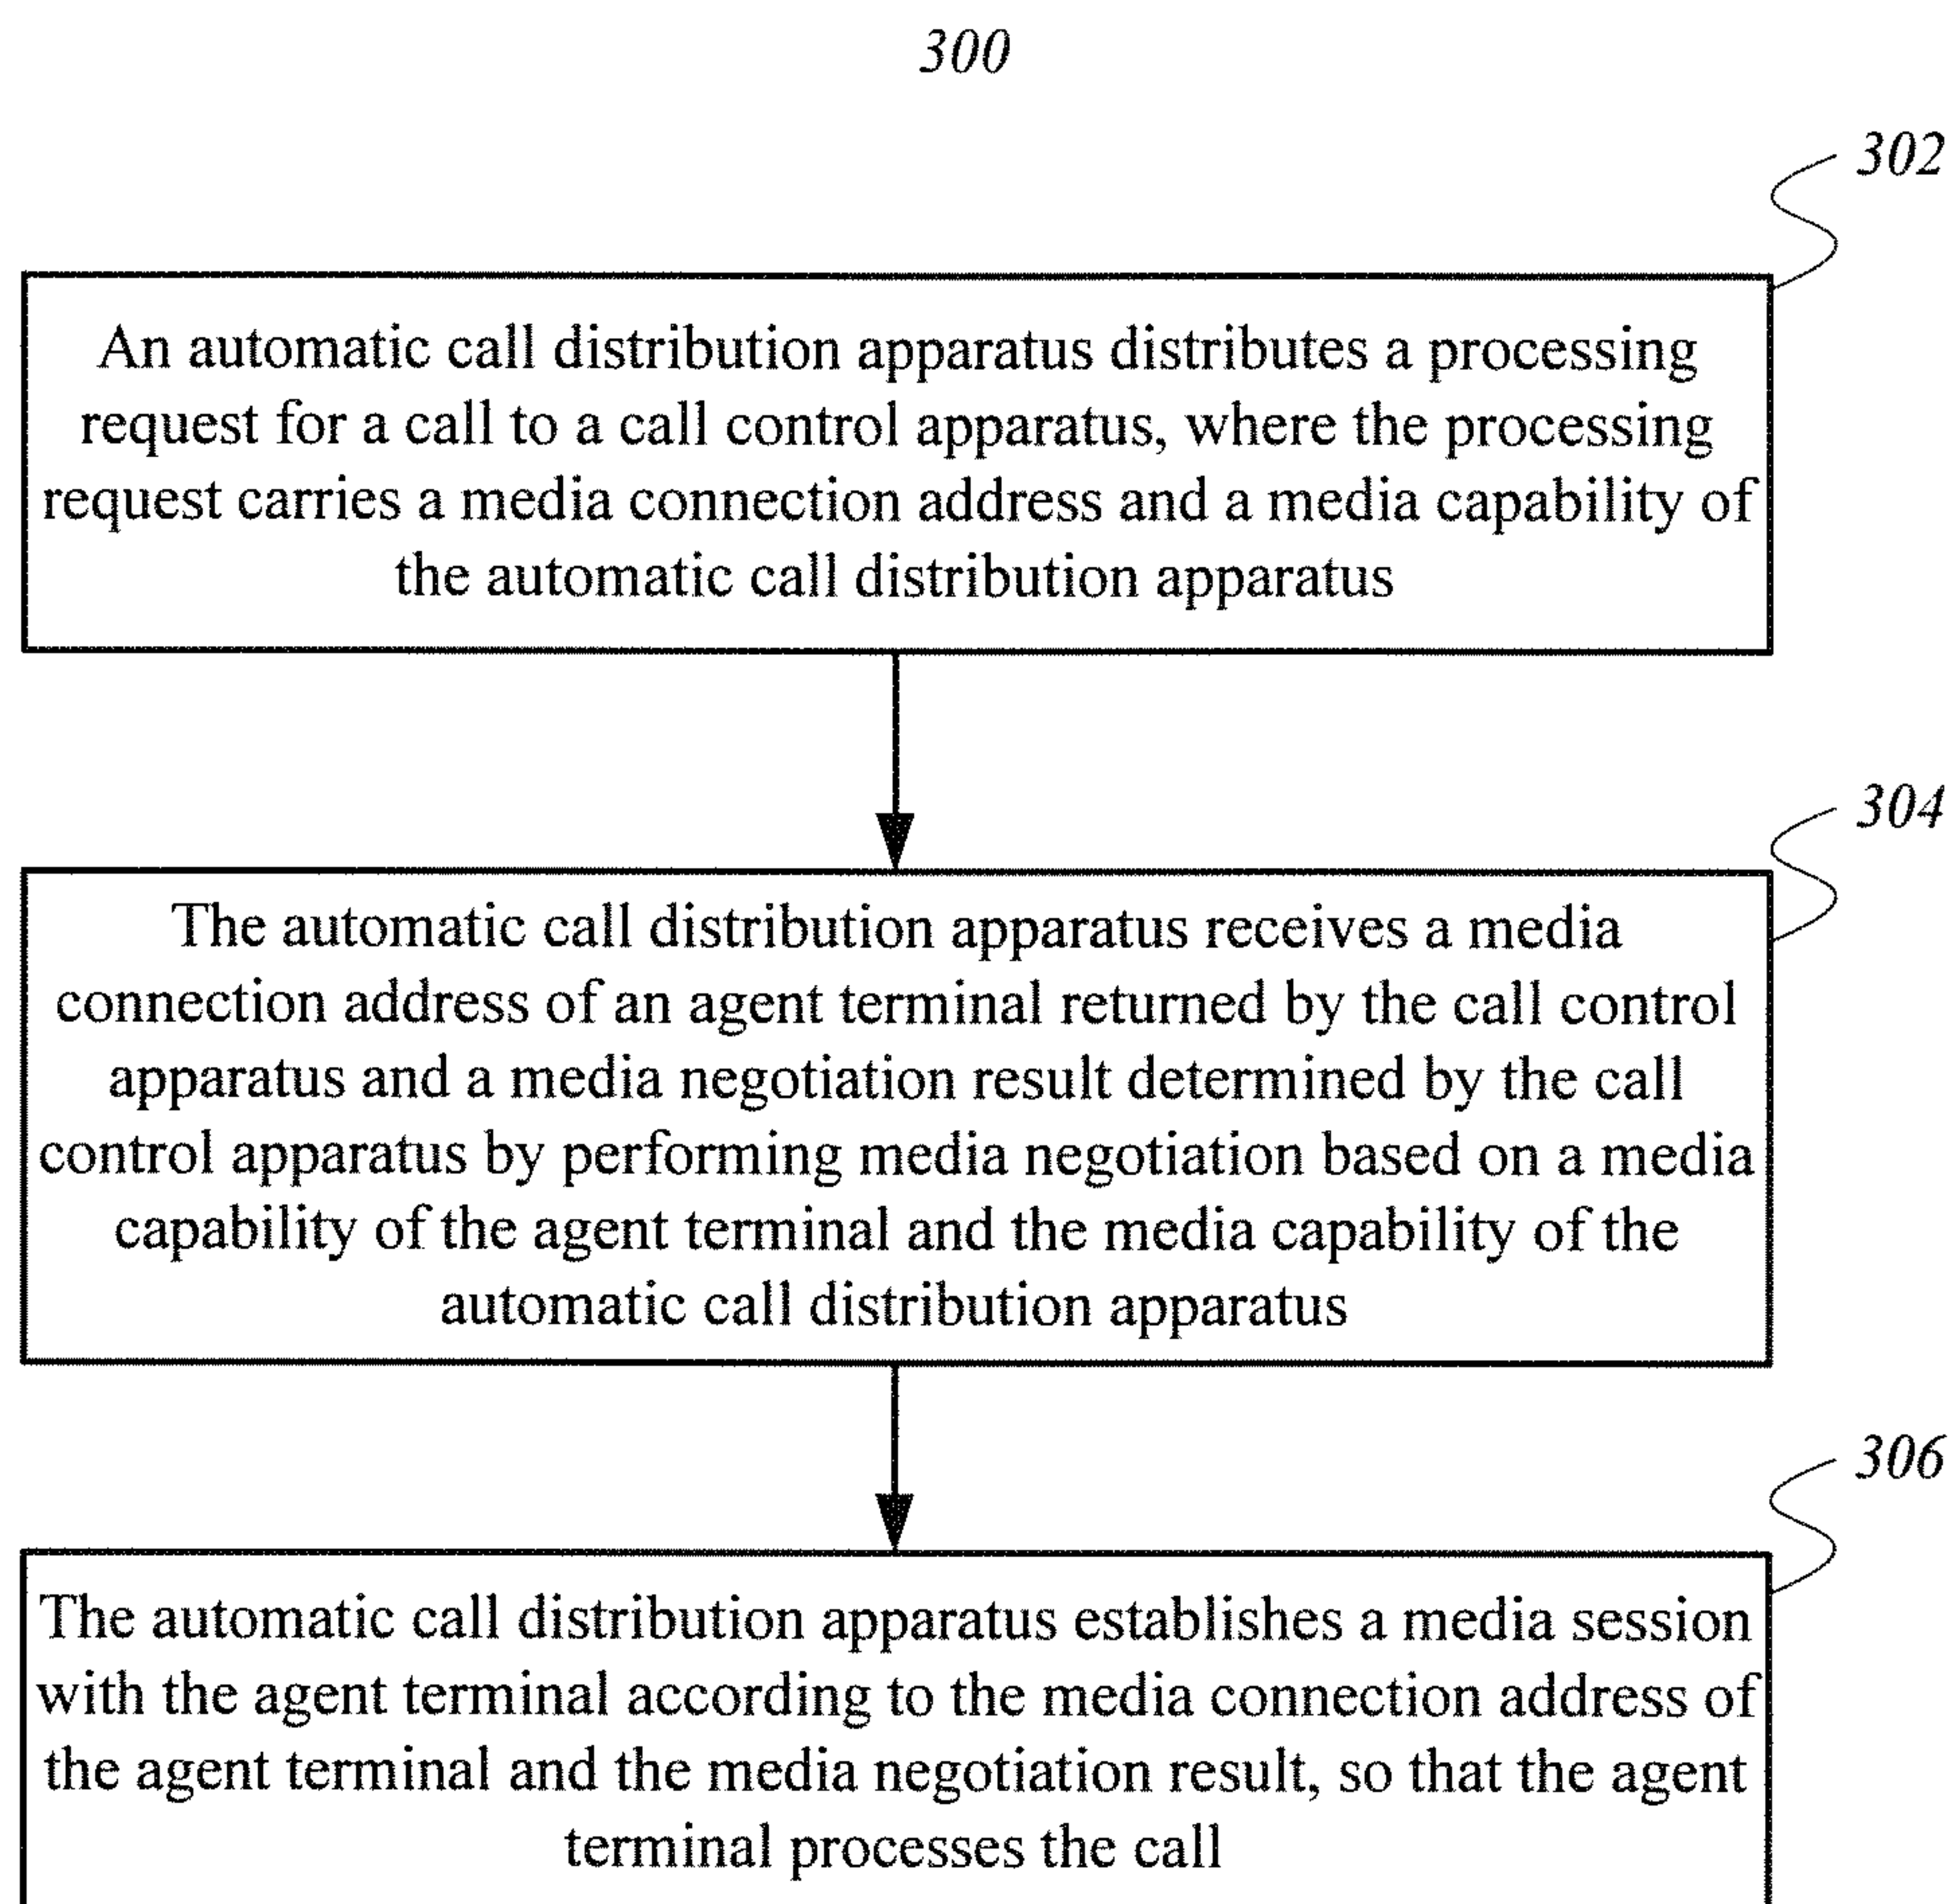 300
302
An automatic call distribution apparatus distributes a processing
request for a call to a call control apparatus, where the processing
request carries a media connection address and a media capability of
the automatic call distribution apparatus
304
The automatic call distribution apparatus receives a media
connection address of an agent terminal returned by the call control
apparatus and a media negotiation result determined by the call
control apparatus by performing media negotiation based on a media
capability of the agent terminal and the media capability of the
automatic call distribution apparatus
306
The automatic call distribution apparatus establishes a media session
with the agent terminal according to the media connection address of
the agent terminal and the media negotiation result, so that the agent
terminal processes the call